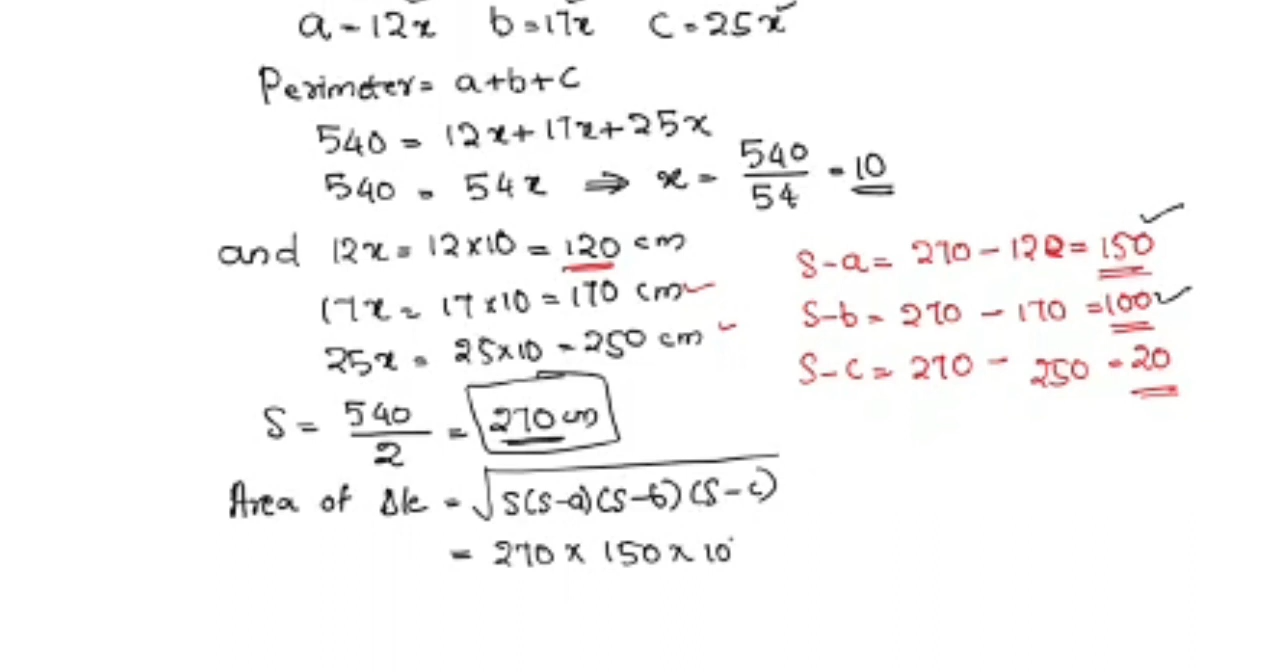 a = 12x b = 17x c = 25x
Perimeter = a+b+c
540 = 12x + 17x + 25x
540 = 54x ⇒ x = 540/54 = 10
and 12x = 12×10 = 120 cm
17x = 17×10 = 170 cm
25x = 25×10 = 250 cm
S-a = 270 - 120 = 150 ✓
S-b = 270 - 170 = 100 ✓
S-c = 270 - 250 = 20
S = 540/2 = 270 cm
Area of Δle = √S(S-a)(S-b)(S-c)
= 270 × 150 × 10